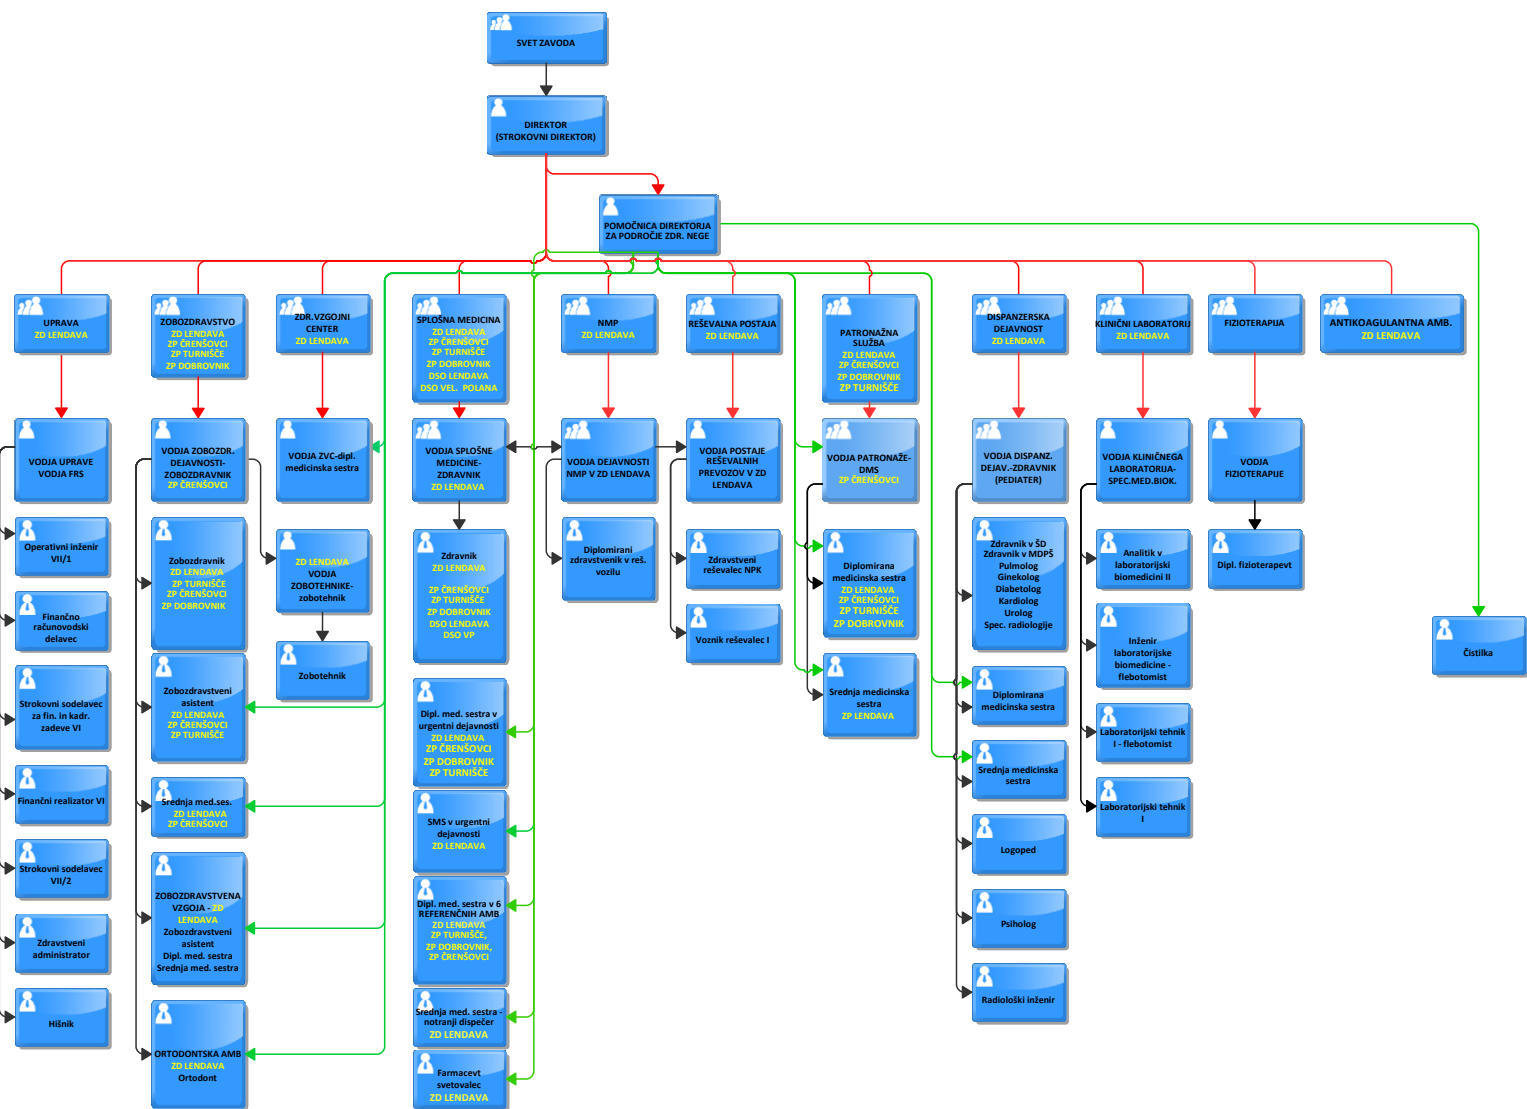 SVET ZAVODA
DIREKTOR
(STROKOVNI DIREKTOR)
POMOČNICA DIREKTORJA
ZA PODROČJE ZDR. NEGE
UPRAVA
ZD LENDAVA
ZOBOZDRAVSTVO
ZD LENDAVA
ZP ČRENŠOVCI
ZP TURNIŠČE
ZP DOBROVNIK
ZDR.VZGOJNI
CENTER
ZD LENDAVA
SPLOŠNA MEDICINA
ZD LENDAVA
ZP ČRENŠOVCI
ZP TURNIŠČE
ZP DOBROVNIK
DSO LENDAVA
DSO VEL. POLANA
NMP
ZD LENDAVA
REŠEVALNA POSTAJA
ZD LENDAVA
PATRONAŽNA
SLUŽBA
ZD LENDAVA
ZP ČRENŠOVCI
ZP DOBROVNIK
ZP TURNIŠČE
DISPANZERSKA
DEJAVNOST
ZD LENDAVA
KLINIČNI LABORATORIJ
ZD LENDAVA
FIZIOTERAPIJA
ANTIKOAGULANTNA AMB.
ZD LENDAVA
VODJA UPRAVE
VODJA FRS
VODJA ZOBOZDR.
DEJAVNOSTI-
ZOBOZDRAVNIK
ZP ČRENŠOVCI
VODJA ZVC-dipl.
medicinska sestra
VODJA SPLOŠNE
MEDICINE-
ZDRAVNIK
ZD LENDAVA
VODJA DEJAVNOSTI
NMP V ZD LENDAVA
VODJA POSTAJE
REŠEVALNIH
PREVOZOV V ZD
LENDAVA
VODJA PATRONAŽE-
DMS
ZP ČRENŠOVCI
VODJA DISPANZ.
DEJAV.-ZDRAVNIK
(PEDIATER)
VODJA KLINIČNEGA
LABORATORIJA-
SPEC.MED.BIOK.
VODJA
FIZIOTERAPIJE
Operativni inženir
VII/1
Finančno
računovodski
delavec
Strokovni sodelavec
za fin. in kadr.
zadeve VI
Finančni realizator VI
Strokovni sodelavec
VII/2
Zdravstveni
administrator
Hišnik
Zobozdravnik
ZD LENDAVA
ZP TURNIŠČE
ZP ČRENŠOVCI
ZP DOBROVNIK
Zobozdravstveni
asistent
ZD LENDAVA
ZP ČRENŠOVCI
ZP TURNIŠČE
Srednja med.ses.
ZD LENDAVA
ZP ČRENŠOVCI
ZOBOZDRAVSTVENA
VZGOJA - ZD
LENDAVA
Zobozdravstveni
asistent
Dipl. med. sestra
Srednja med. sestra
ORTODONTSKA AMB
ZD LENDAVA
Ortodont
ZD LENDAVA
VODJA
ZOBOTEHNIKE-
zobotehnik
Zobotehnik
Zdravnik
ZD LENDAVA
ZP ČRENŠOVCI
ZP TURNIŠČE
ZP DOBROVNIK
DSO LENDAVA
DSO VP
Dipl. med. sestra v
urgentni dejavnosti
ZD LENDAVA
ZP ČRENŠOVCI
ZP DOBROVNIK
ZP TURNIŠČE
SMS v urgentni
dejavnosti
ZD LENDAVA
Dipl. med. sestra v 6
REFERENČNIH AMB
ZD LENDAVA
ZP TURNIŠČE,
ZP DOBROVNIK,
ZP ČRENŠOVCI
Srednja med. sestra -
notranji dispečer
ZD LENDAVA
Farmacevt
svetovalec
ZD LENDAVA
Diplomirani
zdravstvenik v reš.
vozilu
Zdravstveni
reševalec NPK
Voznik reševalec I
Diplomirana
medicinska sestra
ZD LENDAVA
ZP ČRENŠOVCI
ZP TURNIŠČE
ZP DOBROVNIK
Srednja medicinska
sestra
ZP LENDAVA
Zdravnik v ŠD
Zdravnik v MDPŠ
Pulmolog
Ginekolog
Diabetolog
Kardiolog
Urolog
Spec. radiologije
Diplomirana
medicinska sestra
Srednja medicinska
sestra
Logoped
Psiholog
Radiološki inženir
Analitik v
laboratorijski
biomedicini II
Inženir
laboratorijske
biomedicine -
flebotomist
Laboratorijski tehnik
I - flebotomist
Laboratorijski tehnik
I
Dipl. fizioterapevt
Čistilka